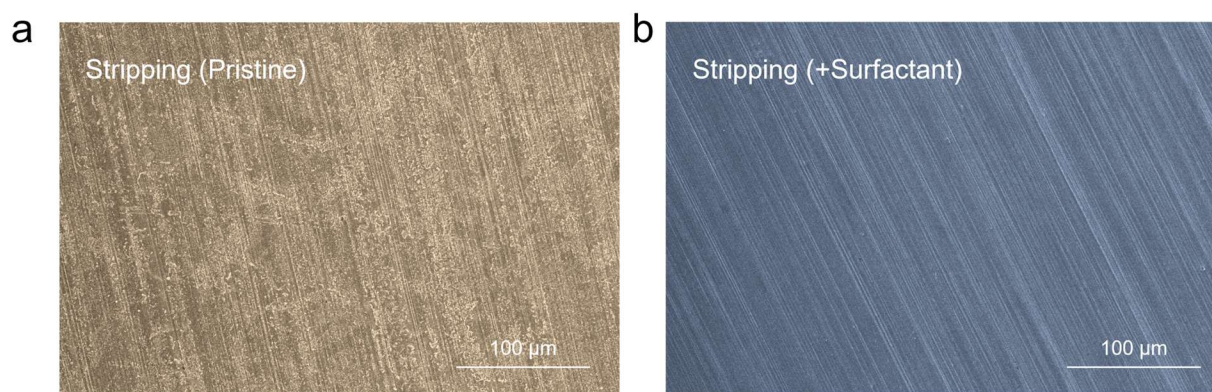 a
Stripping (Pristine)
100 µm
b
Stripping (+Surfactant)
100 µm